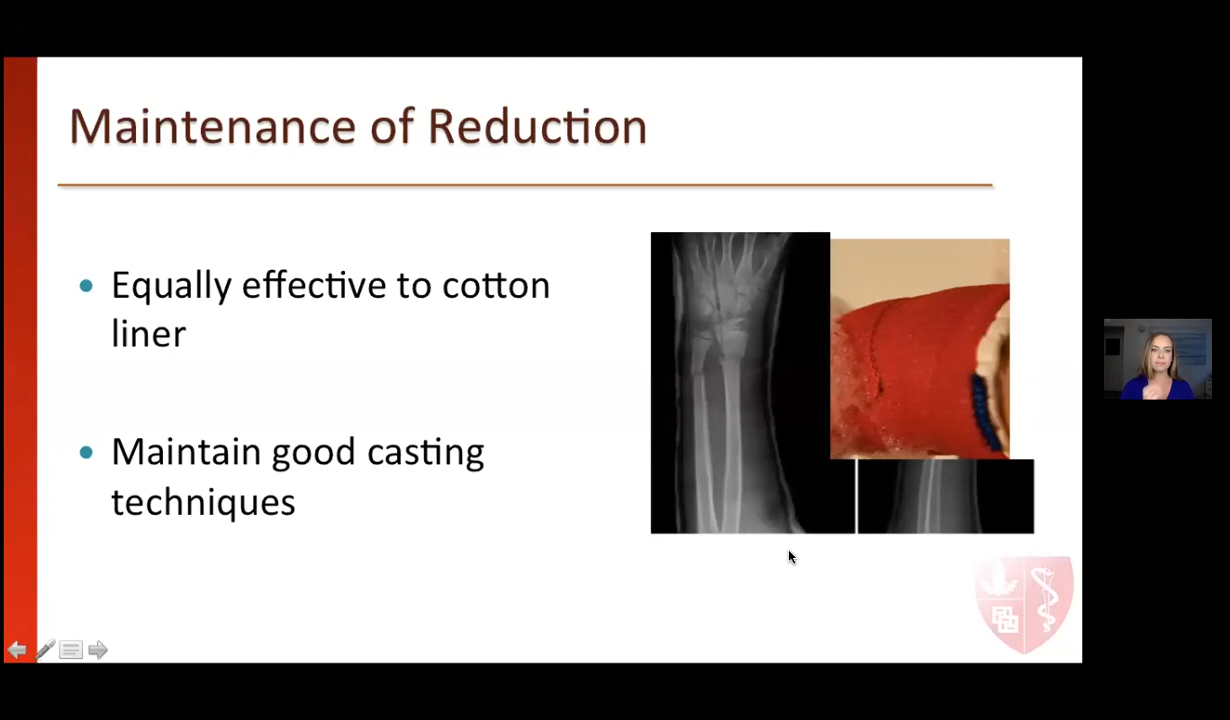 Maintenance of Reduction
• Equally effective to cotton
liner
• Maintain good casting
techniques